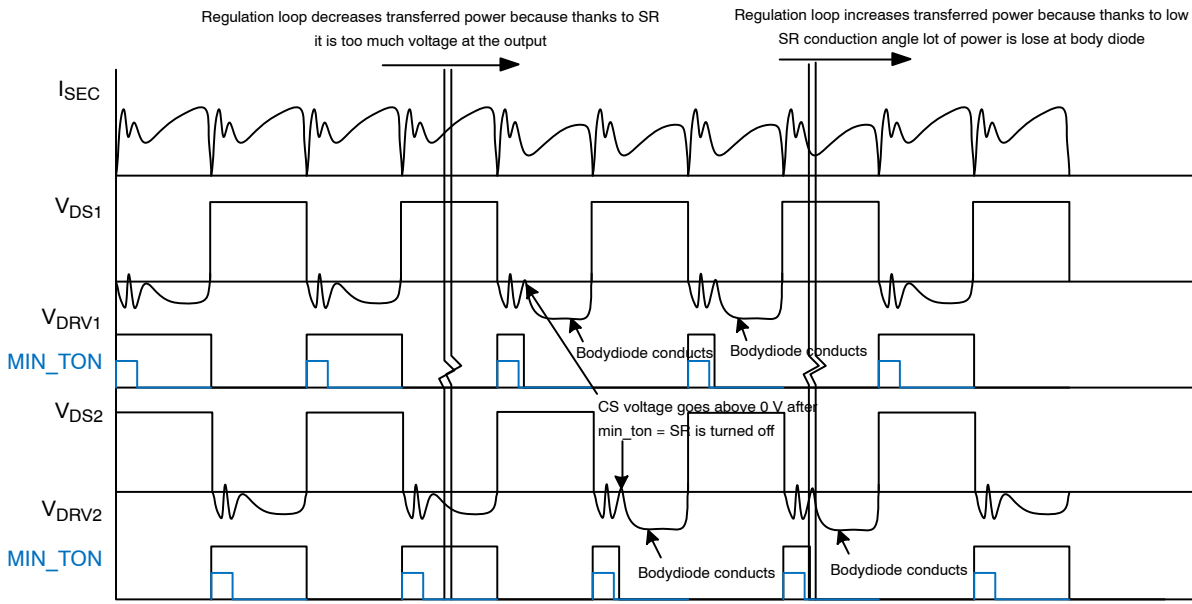 Regulation loop decreases transferred power because thanks to SR
it is too much voltage at the output
Regulation loop increases transferred power because thanks to low
SR conduction angle lot of power is lose at body diode
ISEC
VDS1
VDRV1
MIN_TON
Bodydiode conducts
Bodydiode conducts
CS voltage goes above 0 V after
min_ton = SR is turned off
VDS2
VDRV2
MIN_TON
Bodydiode conducts
Bodydiode conducts